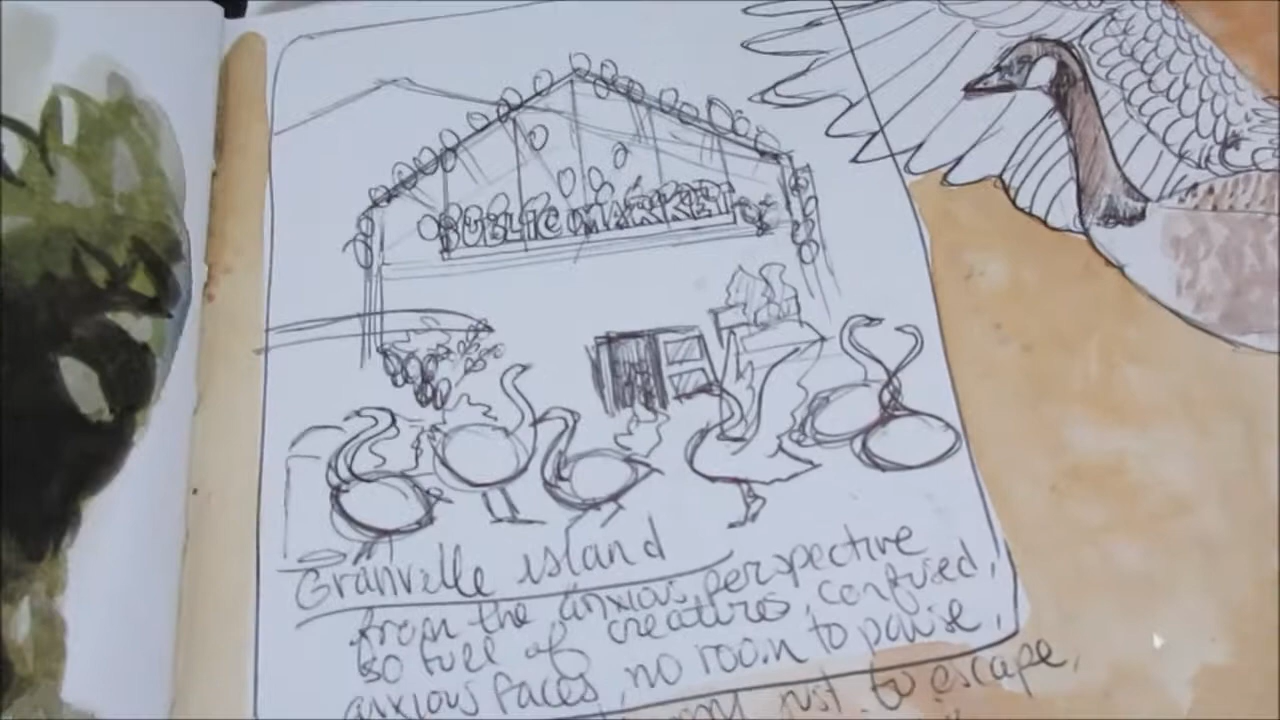 PUBLIC MARKET
Granville island
from the anxious perspective
so full of creatures, confused,
anxious faces, no room to pause,
just to escape,